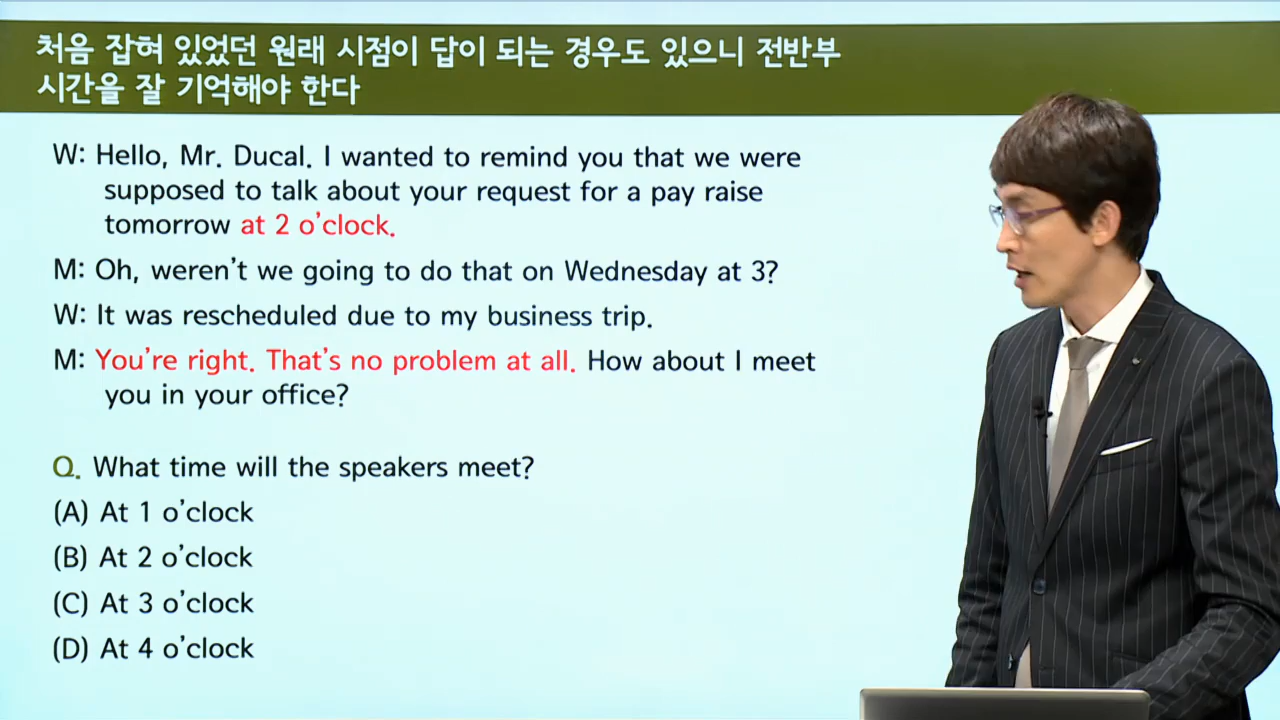 처음 잡혀 있었던 원래 시점이 답이 되는 경우도 있으니 전반부
시간을 잘 기억해야 한다
W: Hello, Mr. Ducal. I wanted to remind you that we were
supposed to talk about your request for a pay raise
tomorrow at 2 o’clock.
M: Oh, weren’t we going to do that on Wednesday at 3?
W: It was rescheduled due to my business trip.
M: You’re right. That’s no problem at all. How about I meet
you in your office?
Q. What time will the speakers meet?
(A) At 1 o’clock
(B) At 2 o’clock
(C) At 3 o’clock
(D) At 4 o’clock